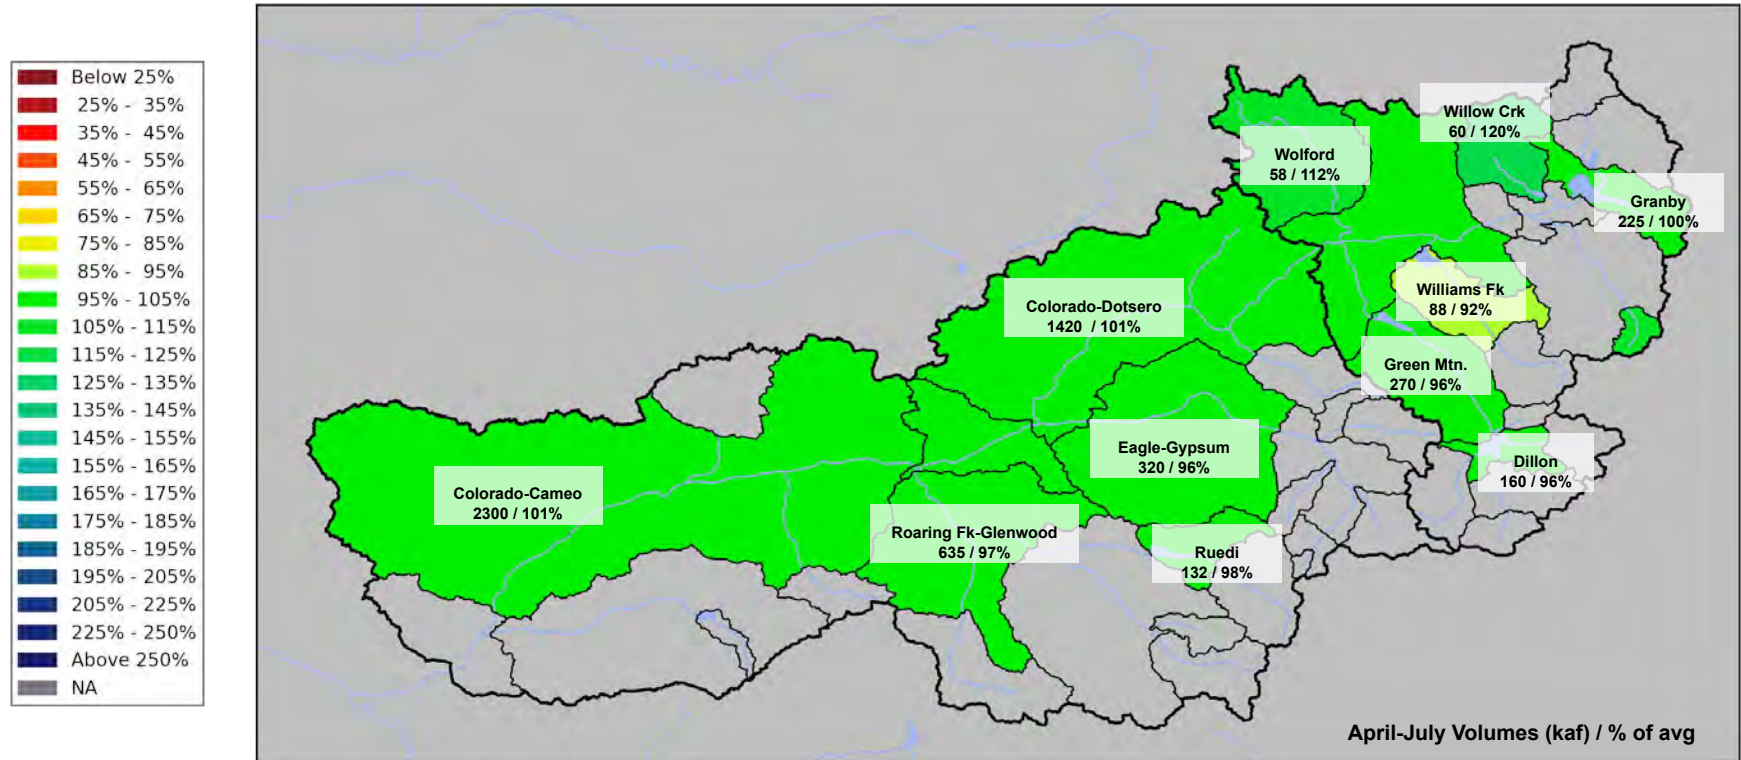 Below 25%
25% - 35%
35% - 45%
45% - 55%
55% - 65%
65% - 75%
75% - 85%
85% - 95%
95% - 105%
105% - 115%
115% - 125%
125% - 135%
135% - 145%
145% - 155%
155% - 165%
165% - 175%
175% - 185%
185% - 195%
195% - 205%
205% - 225%
225% - 250%
Above 250%
NA
Willow Crk
60 / 120%
Wolford
58 / 112%
Granby
225 / 100%
Williams Fk
88 / 92%
Colorado-Dotsero
1420 / 101%
Green Mtn.
270 / 96%
Eagle-Gypsum
320 / 96%
Dillon
160 / 96%
Colorado-Cameo
2300 / 101%
Roaring Fk-Glenwood
635 / 97%
Ruedi
132 / 98%
April-July Volumes (kaf) / % of avg